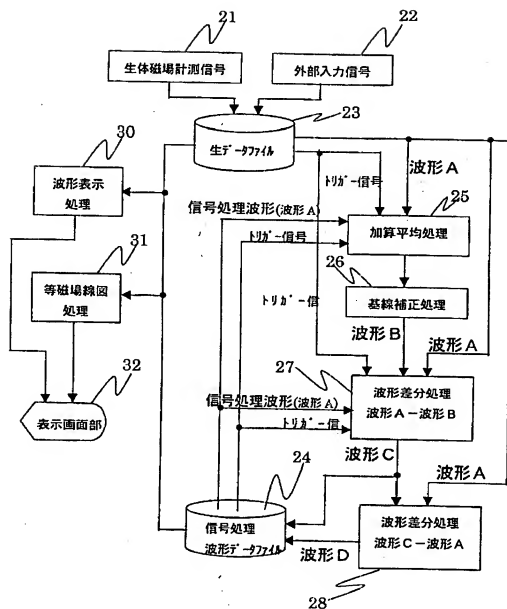 21
生体磁場計測信号
22
外部入力信号
23
生データファイル
30
波形表示
処理
波形A
トリガー信号
信号処理波形(波形A)
25
加算平均処理
トリガー信号
31
等磁場線図
処理
26
基線補正処理
トリガー信
波形B
波形A
32
表示画面部
27
波形差分処理
波形A－波形B
信号処理波形(波形A)
トリガー信
波形C
24
信号処理
波形データファイル
波形A
波形差分処理
波形C－波形A
波形D
28